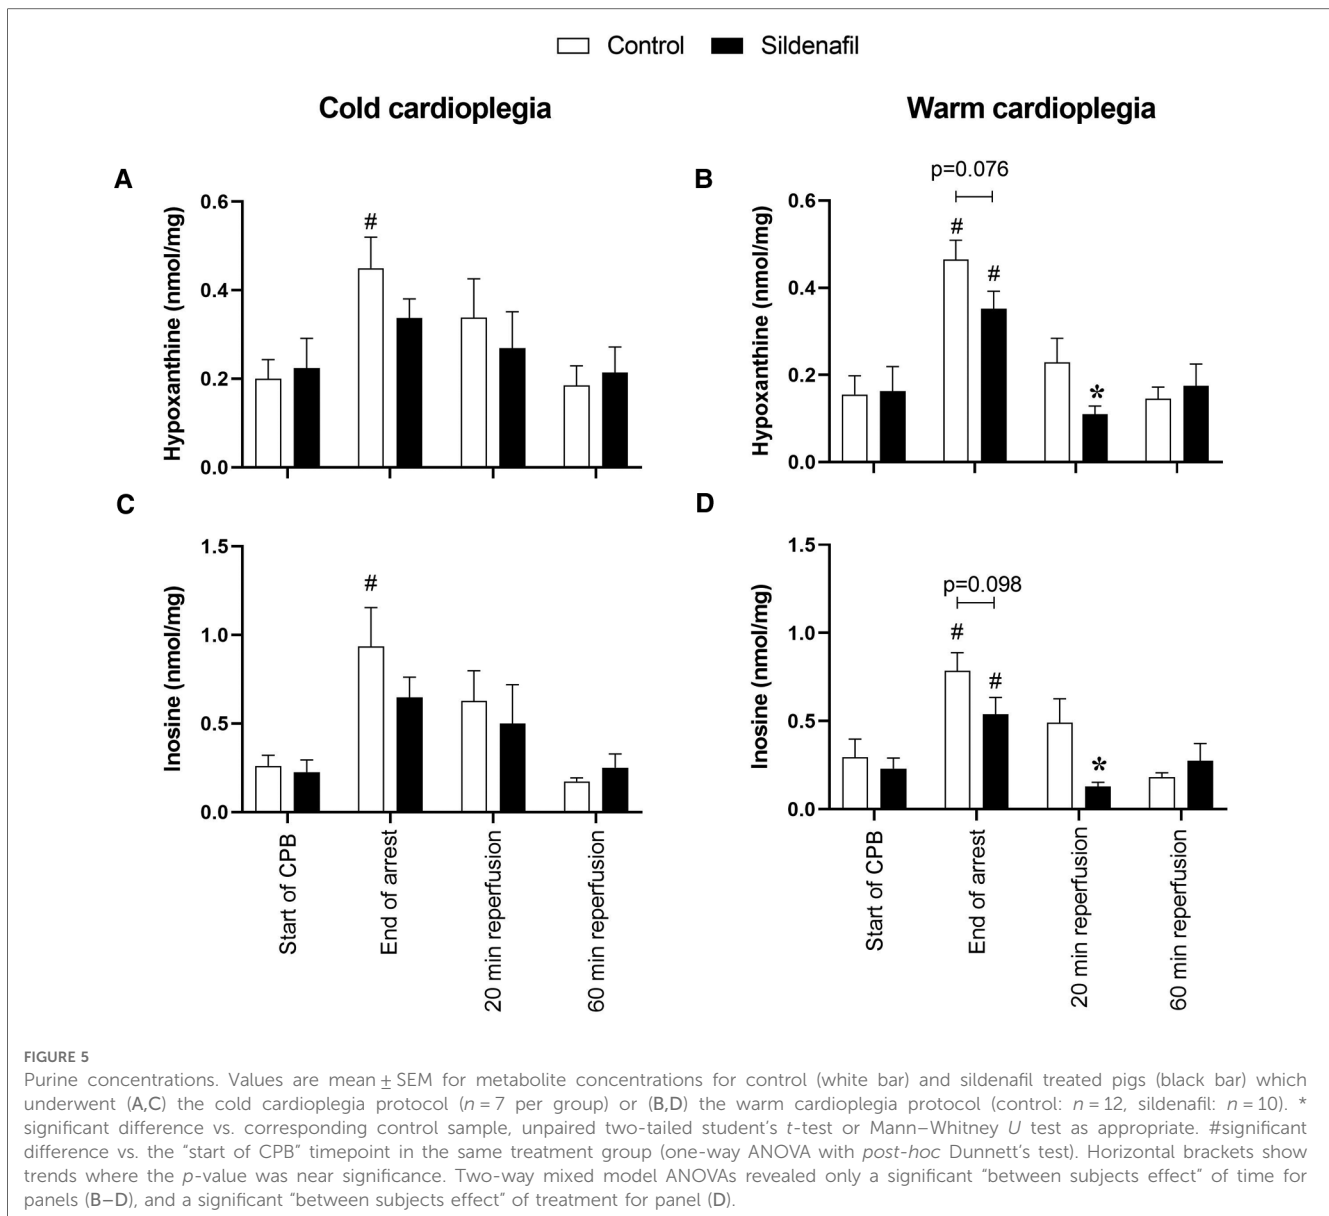 Control Sildenafil
Cold cardioplegia
Warm cardioplegia
A
Hypoxanthine (nmol/mg)
0.6
0.4
0.2
0.0
#
B
Hypoxanthine (nmol/mg)
0.6
0.4
0.2
0.0
p=0.076
#
#
*
C
Inosine (nmol/mg)
1.5
1.0
0.5
0.0
#
Start of CPB
End of arrest
20 min reperfusion
60 min reperfusion
D
Inosine (nmol/mg)
1.5
1.0
0.5
0.0
p=0.098
#
#
*
Start of CPB
End of arrest
20 min reperfusion
60 min reperfusion
FIGURE 5
Purine concentrations. Values are mean ± SEM for metabolite concentrations for control (white bar) and sildenafil treated pigs (black bar) which
underwent (A,C) the cold cardioplegia protocol (n = 7 per group) or (B,D) the warm cardioplegia protocol (control: n = 12, sildenafil: n = 10). *
significant difference vs. corresponding control sample, unpaired two-tailed student's t-test or Mann–Whitney U test as appropriate. #significant
difference vs. the “start of CPB” timepoint in the same treatment group (one-way ANOVA with post-hoc Dunnett's test). Horizontal brackets show
trends where the p-value was near significance. Two-way mixed model ANOVAs revealed only a significant “between subjects effect” of time for
panels (B–D), and a significant “between subjects effect” of treatment for panel (D).